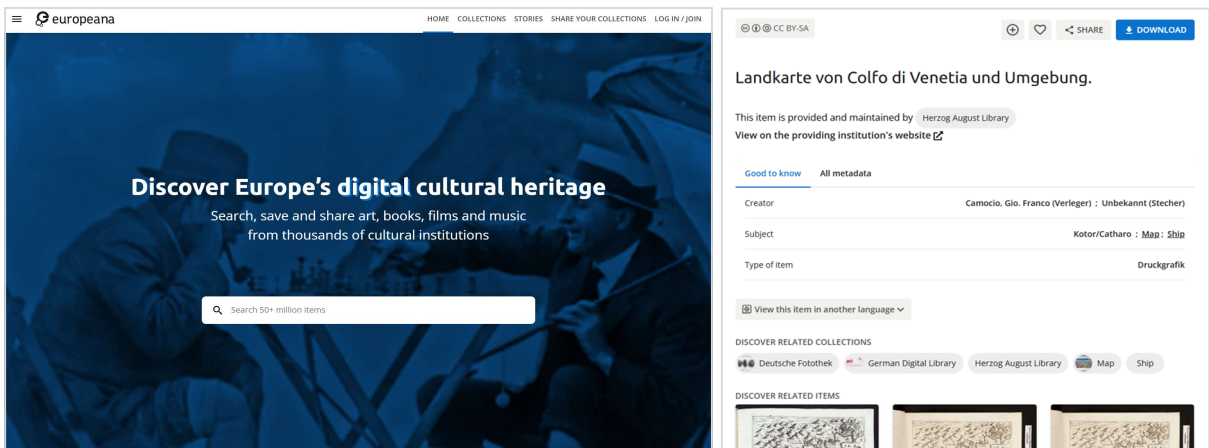 europeana
HOME COLLECTIONS STORIES SHARE YOUR COLLECTIONS LOG IN / JOIN
Discover Europe's digital cultural heritage
Search, save and share art, books, films and music
from thousands of cultural institutions
Search 50+ million items
CC BY-SA
SHARE
DOWNLOAD
Landkarte von Colfo di Venetia und Umgebung.
This item is provided and maintained by Herzog August Library
View on the providing institution's website
Good to know All metadata
Creator Camocio, Gio. Franco (Verleger) ; Unbekannt (Stecher)
Subject Kotor/Catharo ; Map ; Ship
Type of item Druckgrafik
View this item in another language
DISCOVER RELATED COLLECTIONS
Deutsche Fotothek German Digital Library Herzog August Library Map Ship
DISCOVER RELATED ITEMS